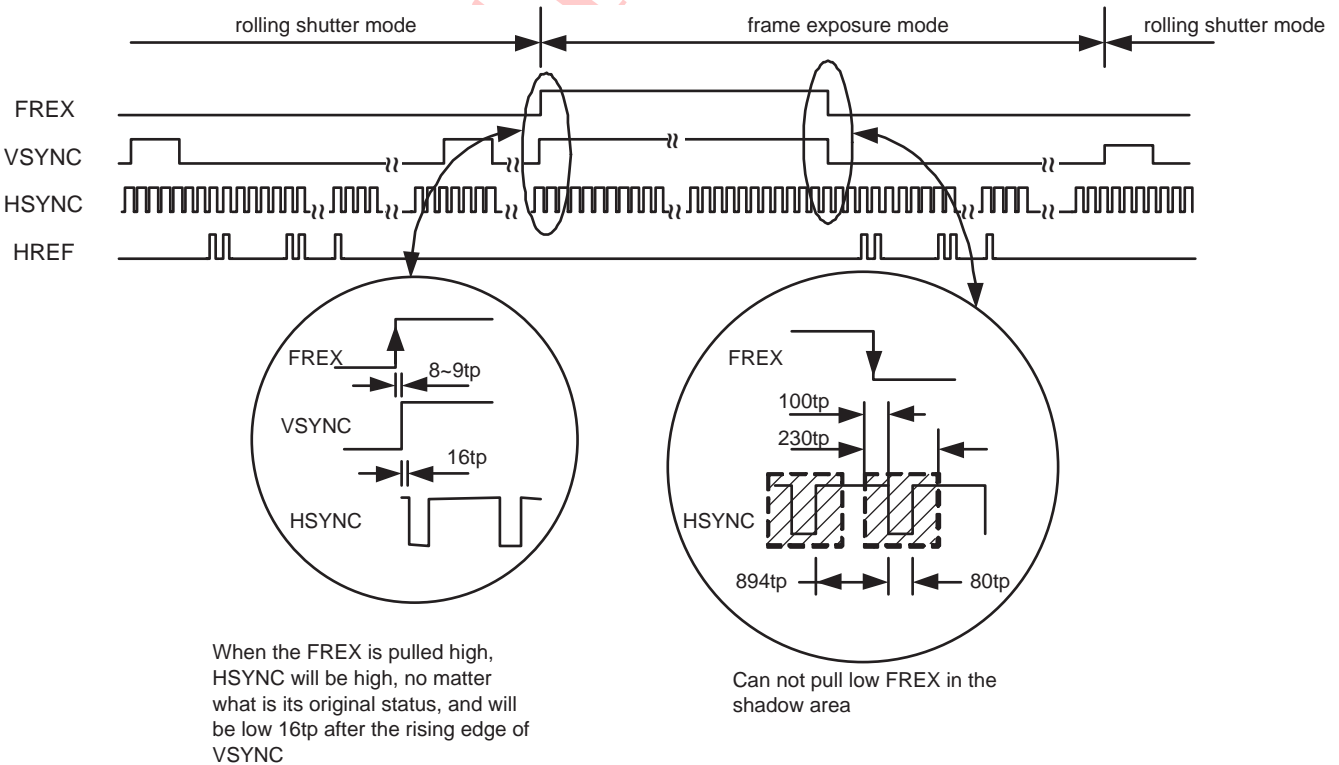 rolling shutter mode
frame exposure mode
rolling shutter mode
FREX
VSYNC
HSYNC
HREF
FREX
8~9tp
VSYNC
16tp
HSYNC
FREX
100tp
230tp
HSYNC
894tp
80tp
When the FREX is pulled high,
HSYNC will be high, no matter
what is its original status, and will
be low 16tp after the rising edge of
VSYNC
Can not pull low FREX in the
shadow area